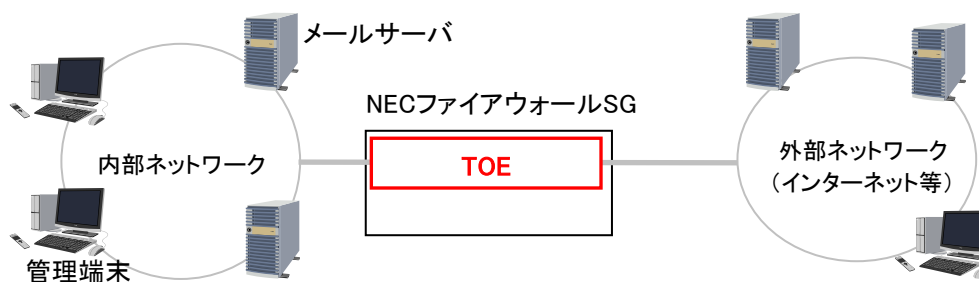 メールサーバ
NECファイアウォールSG
内部ネットワーク
TOE
外部ネットワーク
（インターネット等）
管理端末